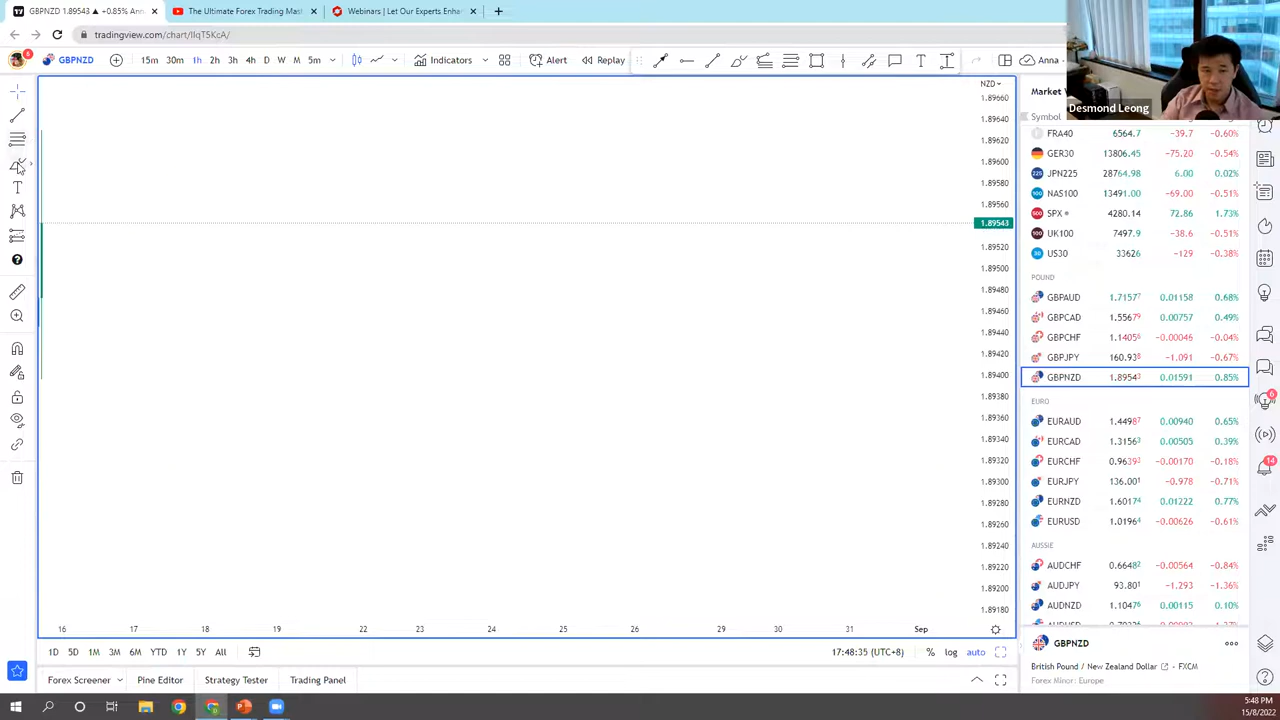 GBPNZD 1.89543 ▲ +0.85% Ann
The Ultimate Forex Trading Mas
Webinars | Let Our Experts Enha
tradingview.com/chart/
GBPNZD 15m 30m 1h 2h 3h 4h D W M 5m Indicators Alert Replay Anna
Desmond Leong
NZD
1.89660
1.89640
1.89620
1.89600
1.89580
1.89560
1.89543
1.89520
1.89500
1.89480
1.89460
1.89440
1.89420
1.89400
1.89380
1.89360
1.89340
1.89320
1.89300
1.89280
1.89260
1.89240
1.89220
1.89200
1.89180
16 17 18 19 22 23 24 25 26 29 30 31 Sep
1D 5D 1M 3M 6M YTD 1Y 5Y All 17:48:35 (UTC+8) % log auto
Forex Screener Pine Editor Strategy Tester Trading Panel
Market
Symbol
FRA40 6564.7 −39.7 −0.60%
GER30 13806.45 −75.20 −0.54%
JPN225 28764.98 6.00 0.02%
NAS100 13491.00 −69.00 −0.51%
SPX 4280.14 72.86 1.73%
UK100 7497.9 −38.6 −0.51%
US30 33626 −129 −0.38%
POUND
GBPAUD 1.71577 0.01158 0.68%
GBPCAD 1.55679 0.00757 0.49%
GBPCHF 1.14056 −0.00046 −0.04%
GBPJPY 160.938 −1.091 −0.67%
GBPNZD 1.89543 0.01591 0.85%
EURO
EURAUD 1.44987 0.00940 0.65%
EURCAD 1.31563 0.00505 0.39%
EURCHF 0.96393 −0.00170 −0.18%
EURJPY 136.001 −0.978 −0.71%
EURNZD 1.60174 0.01222 0.77%
EURUSD 1.01964 −0.00626 −0.61%
AUSSIE
AUDCHF 0.66482 −0.00564 −0.84%
AUDJPY 93.801 −1.293 −1.36%
AUDNZD 1.10476 0.00115 0.10%
GBPNZD
British Pound / New Zealand Dollar - FXCM
Forex Minor: Europe
6
6
14
5:48 PM
15/8/2022